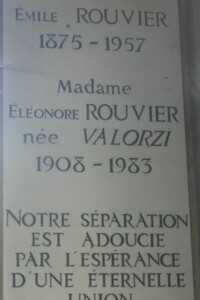 ÉMILE ROUVIER
1875-1957
Madame
ÉLÉONORE ROUVIER
née VALORZI
1908-1983
NOTRE SÉPARATION
EST ADOUCIE
PAR L'ESPÉRANCE
D'UNE ÉTERNELLE
UNION